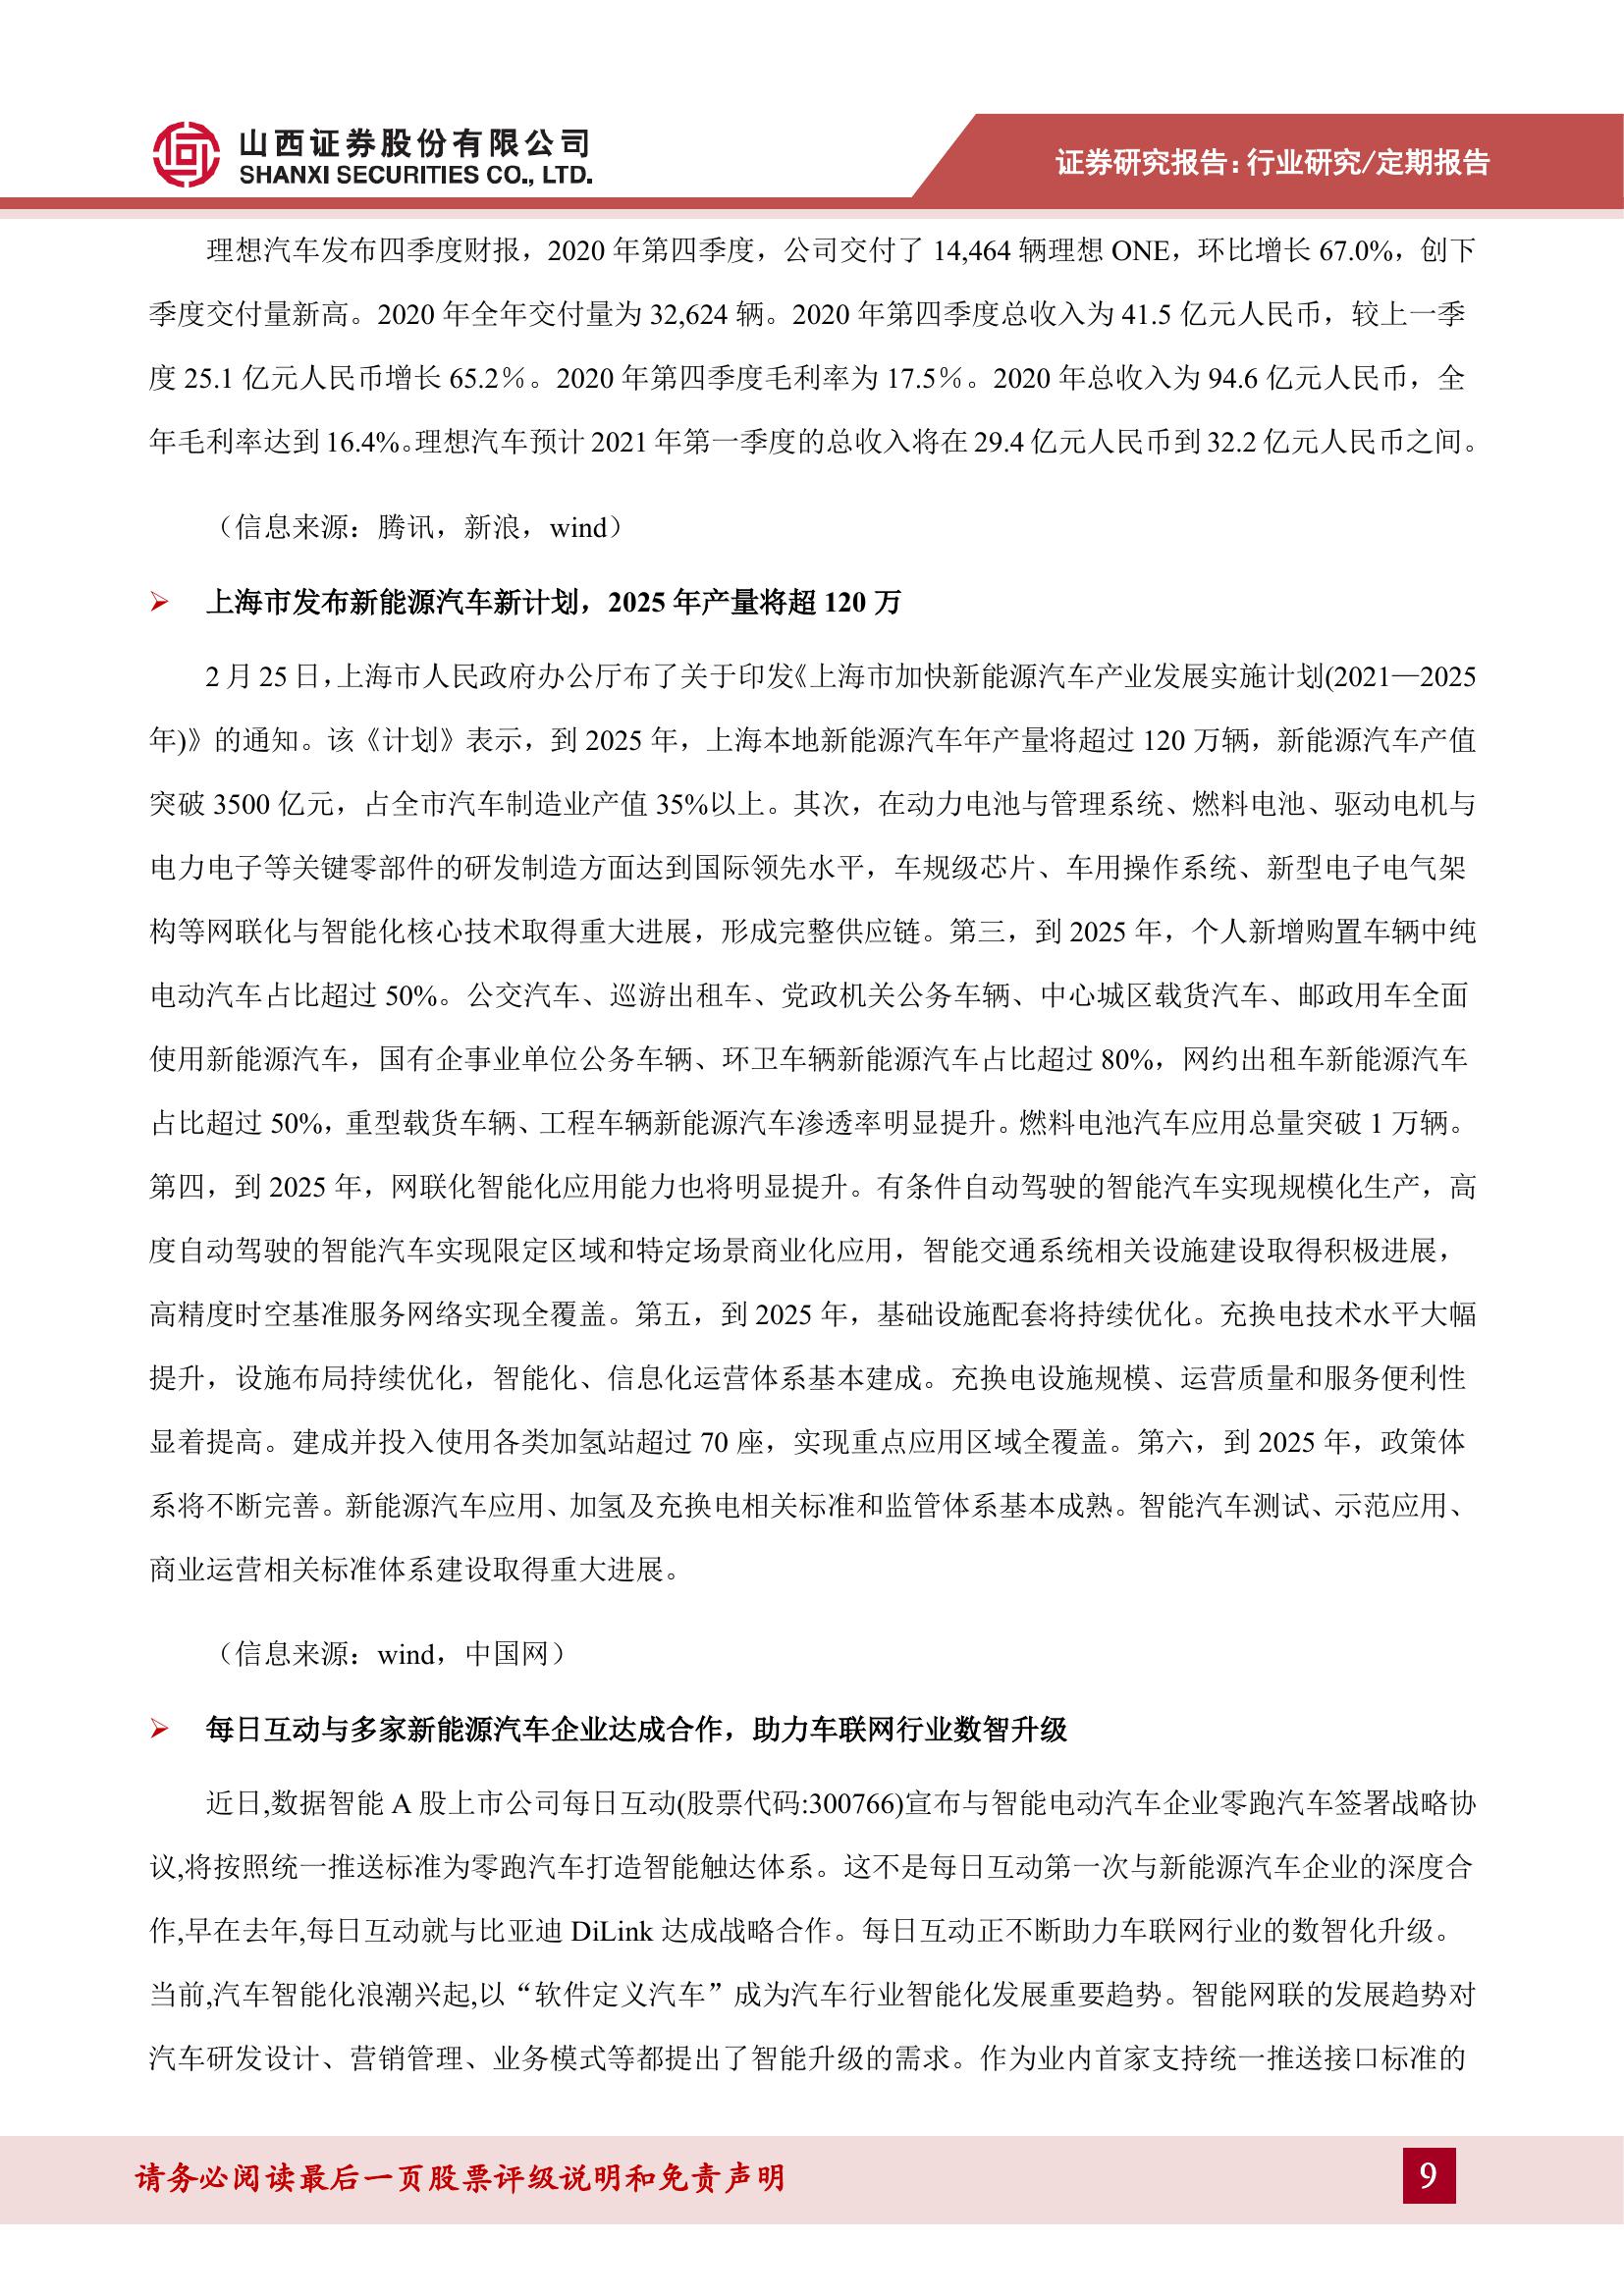 山西证券股份有限公司
SHANXI SECURITIES CO., LTD.
证券研究报告：行业研究/定期报告
理想汽车发布四季度财报，2020 年第四季度，公司交付了 14,464 辆理想 ONE，环比增长 67.0%，创下
季度交付量新高。2020 年全年交付量为 32,624 辆。2020 年第四季度总收入为 41.5 亿元人民币，较上一季
度 25.1 亿元人民币增长 65.2％。2020 年第四季度毛利率为 17.5％。2020 年总收入为 94.6 亿元人民币，全
年毛利率达到 16.4%。理想汽车预计 2021 年第一季度的总收入将在 29.4 亿元人民币到 32.2 亿元人民币之间。
（信息来源：腾讯，新浪，wind）
➢ 上海市发布新能源汽车新计划，2025 年产量将超 120 万
2 月 25 日，上海市人民政府办公厅布了关于印发《上海市加快新能源汽车产业发展实施计划(2021—2025
年)》的通知。该《计划》表示，到 2025 年，上海本地新能源汽车年产量将超过 120 万辆，新能源汽车产值
突破 3500 亿元，占全市汽车制造业产值 35%以上。其次，在动力电池与管理系统、燃料电池、驱动电机与
电力电子等关键零部件的研发制造方面达到国际领先水平，车规级芯片、车用操作系统、新型电子电气架
构等网联化与智能化核心技术取得重大进展，形成完整供应链。第三，到 2025 年，个人新增购置车辆中纯
电动汽车占比超过 50%。公交汽车、巡游出租车、党政机关公务车辆、中心城区载货汽车、邮政用车全面
使用新能源汽车，国有企事业单位公务车辆、环卫车辆新能源汽车占比超过 80%，网约出租车新能源汽车
占比超过 50%，重型载货车辆、工程车辆新能源汽车渗透率明显提升。燃料电池汽车应用总量突破 1 万辆。
第四，到 2025 年，网联化智能化应用能力也将明显提升。有条件自动驾驶的智能汽车实现规模化生产，高
度自动驾驶的智能汽车实现限定区域和特定场景商业化应用，智能交通系统相关设施建设取得积极进展，
高精度时空基准服务网络实现全覆盖。第五，到 2025 年，基础设施配套将持续优化。充换电技术水平大幅
提升，设施布局持续优化，智能化、信息化运营体系基本建成。充换电设施规模、运营质量和服务便利性
显着提高。建成并投入使用各类加氢站超过 70 座，实现重点应用区域全覆盖。第六，到 2025 年，政策体
系将不断完善。新能源汽车应用、加氢及充换电相关标准和监管体系基本成熟。智能汽车测试、示范应用、
商业运营相关标准体系建设取得重大进展。
（信息来源：wind，中国网）
➢ 每日互动与多家新能源汽车企业达成合作，助力车联网行业数智升级
近日,数据智能 A 股上市公司每日互动(股票代码:300766)宣布与智能电动汽车企业零跑汽车签署战略协
议,将按照统一推送标准为零跑汽车打造智能触达体系。这不是每日互动第一次与新能源汽车企业的深度合
作,早在去年,每日互动就与比亚迪 DiLink 达成战略合作。每日互动正不断助力车联网行业的数智化升级。
当前,汽车智能化浪潮兴起,以“软件定义汽车”成为汽车行业智能化发展重要趋势。智能网联的发展趋势对
汽车研发设计、营销管理、业务模式等都提出了智能升级的需求。作为业内首家支持统一推送接口标准的
请务必阅读最后一页股票评级说明和免责声明
9